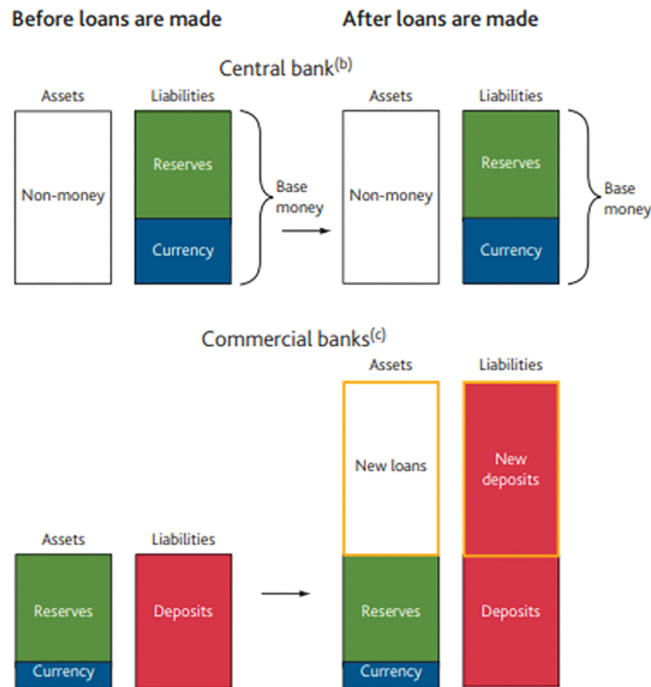 Before loans are made
After loans are made
Central bank(b)
Assets
Liabilities
Assets
Liabilities
Non-money
Reserves
Currency
Base
money
Non-money
Reserves
Currency
Base
money
Commercial banks(c)
Assets
Liabilities
New loans
New
deposits
Assets
Liabilities
Reserves
Deposits
Currency
Reserves
Deposits
Currency